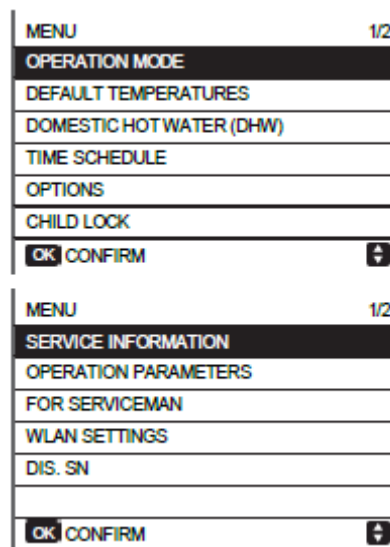 MENU 1/2
OPERATION MODE
DEFAULT TEMPERATURES
DOMESTIC HOT WATER (DHW)
TIME SCHEDULE
OPTIONS
CHILD LOCK
OK CONFIRM
MENU 1/2
SERVICE INFORMATION
OPERATION PARAMETERS
FOR SERVICEMAN
WLAN SETTINGS
DIS. SN
OK CONFIRM